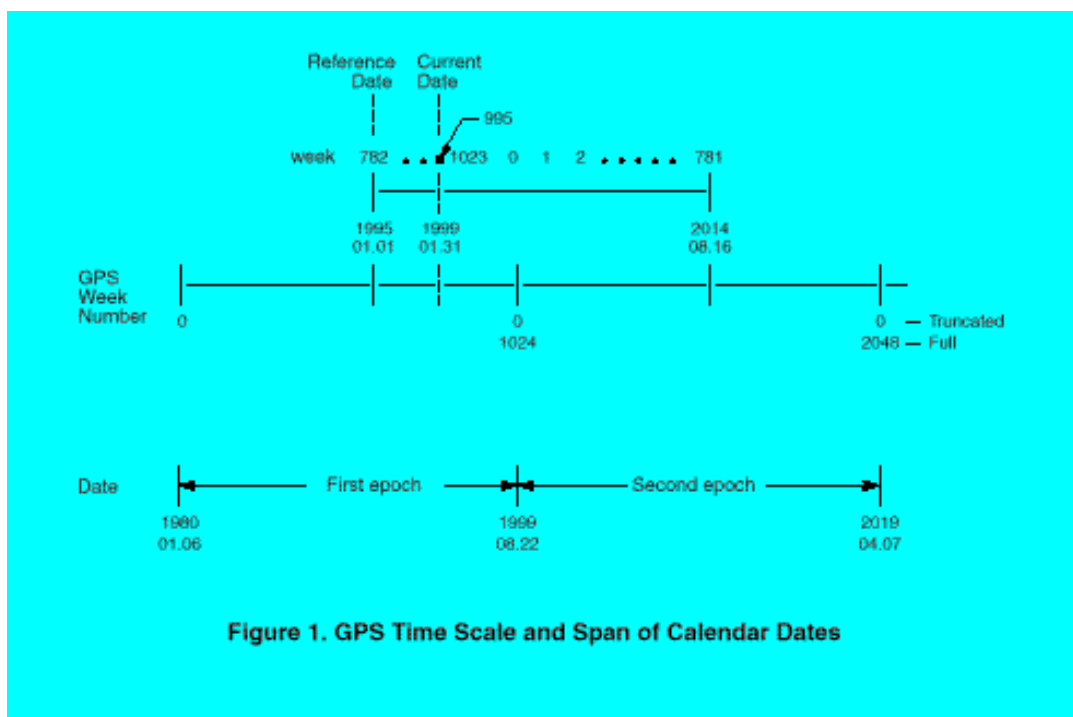 Reference Current
Date Date
995
week 782 ..... 1023 0 1 2 ..... 781
1995 1999 2014
01.01 01.31 08.16
GPS
Week
Number
0 0 0 — Truncated
1024 2048 — Full
Date First epoch Second epoch
1980 1999 2019
01.06 08.22 04.07
Figure 1. GPS Time Scale and Span of Calendar Dates